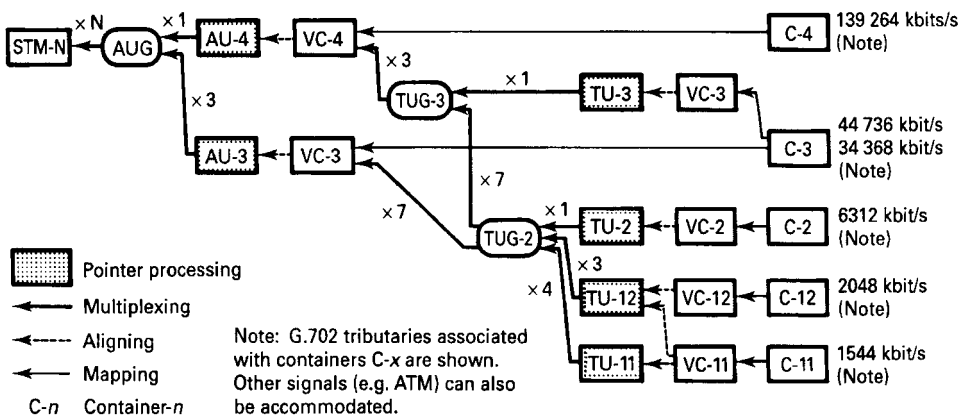 139 264 kbits/s
(Note)
×N
×1
STM-N
AUG
AU-4
VC-4
C-4
×3
×1
TUG-3
TU-3
VC-3
×3
44 736 kbit/s
34 368 kbit/s
(Note)
AU-3
VC-3
C-3
×7
×7
×1
6312 kbit/s
(Note)
TUG-2
TU-2
VC-2
C-2
×3
×4
2048 kbit/s
(Note)
TU-12
VC-12
C-12
1544 kbit/s
(Note)
TU-11
VC-11
C-11
Pointer processing
Multiplexing
Aligning
Mapping
C-n Container-n
Note: G.702 tributaries associated
with containers C-x are shown.
Other signals (e.g. ATM) can also
be accommodated.